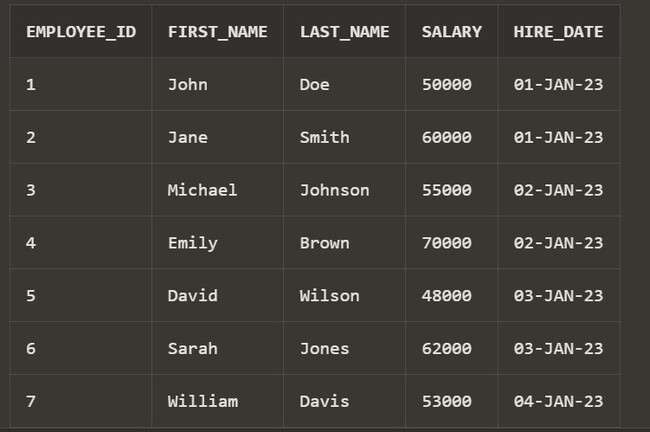 EMPLOYEE_ID FIRST_NAME LAST_NAME SALARY HIRE_DATE
1 John Doe 50000 01-JAN-23
2 Jane Smith 60000 01-JAN-23
3 Michael Johnson 55000 02-JAN-23
4 Emily Brown 70000 02-JAN-23
5 David Wilson 48000 03-JAN-23
6 Sarah Jones 62000 03-JAN-23
7 William Davis 53000 04-JAN-23